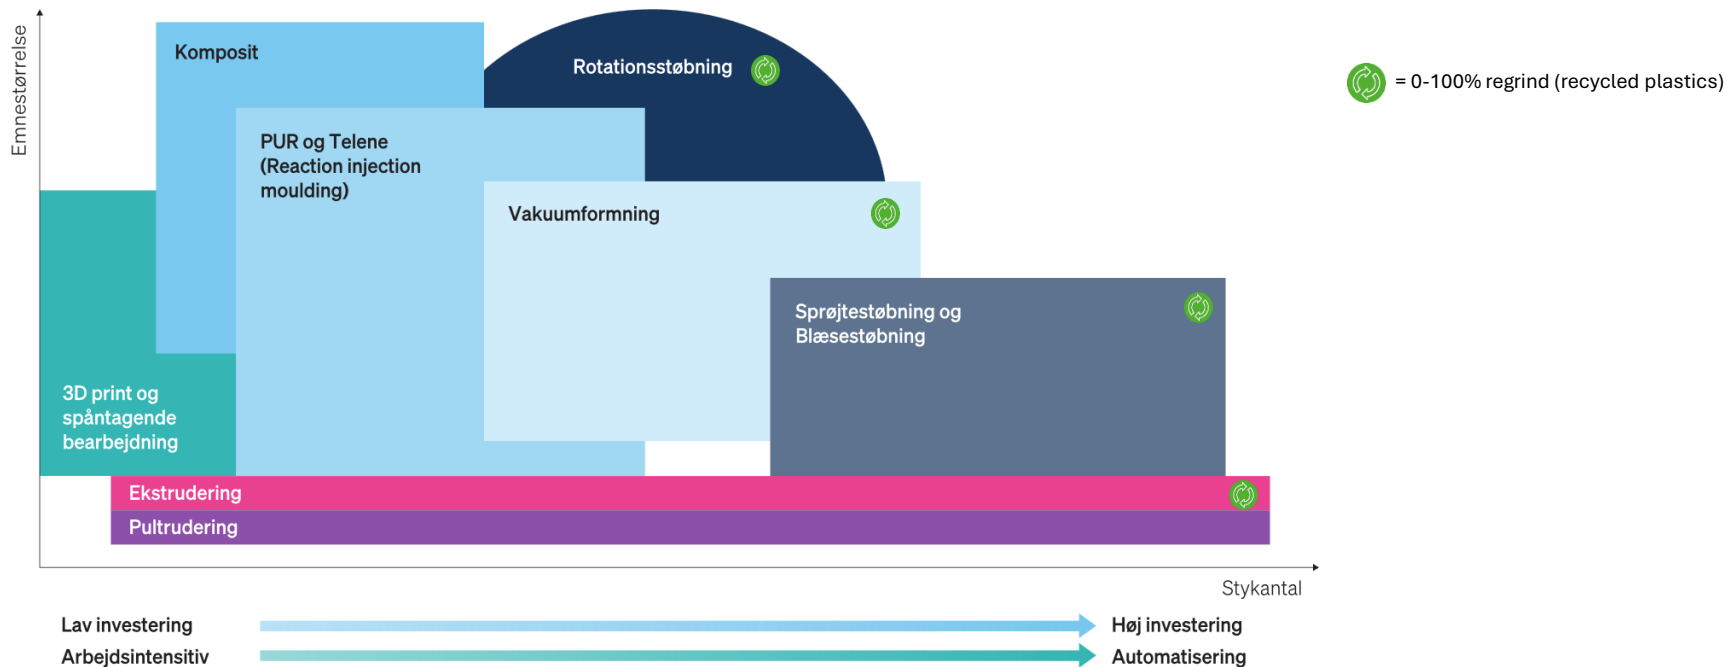 Emnestørrelse
Komposit
Rotationsstøbning
= 0-100% regrind (recycled plastics)
PUR og Telene
(Reaction injection
moulding)
Vakuumformning
Sprøjtestøbning og
Blæsestøbning
3D print og
spåntagende
bearbejdning
Ekstrudering
Pultrudering
Stykantal
Lav investering
Høj investering
Arbejdsintensitiv
Automatisering